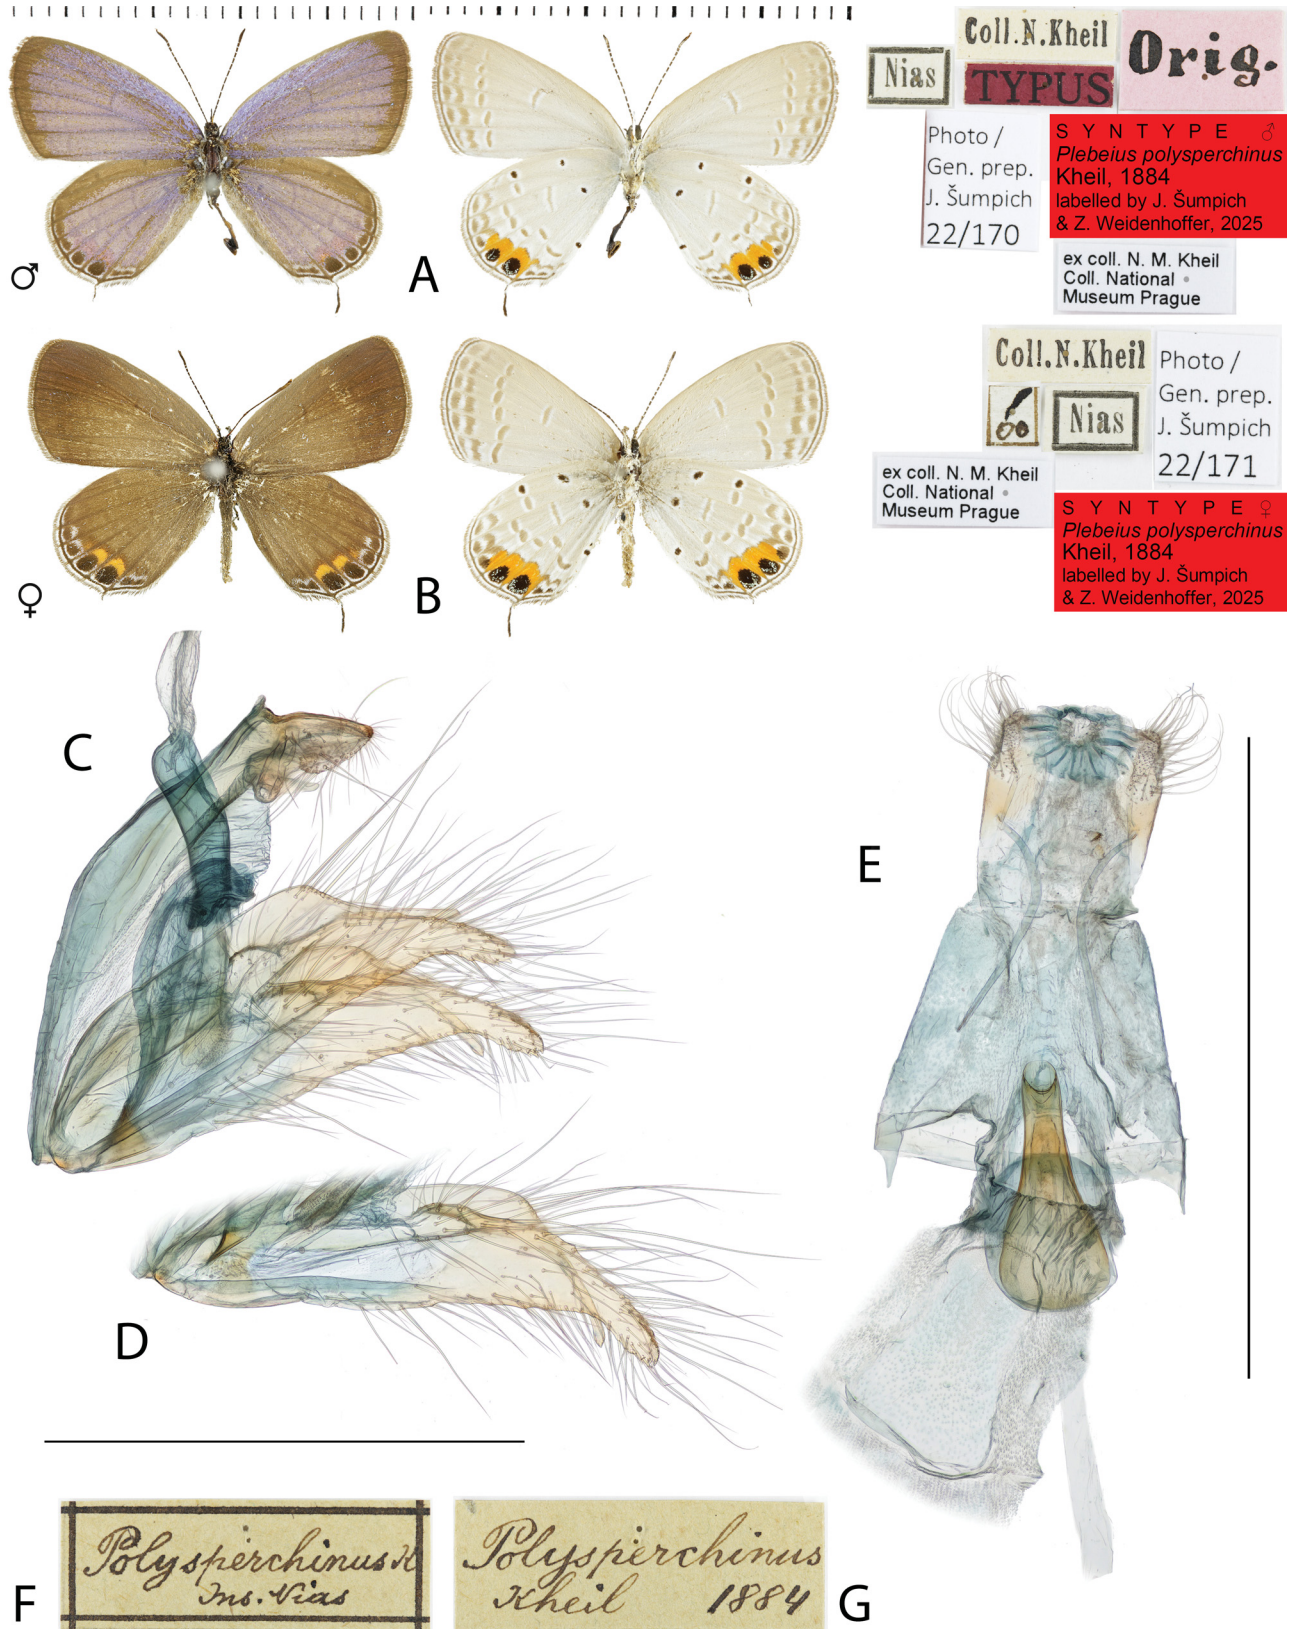 Coll.N.Kheil
Nias
TYPUS
Orig.
Photo /
Gen. prep.
J. Šumpich
22/170
S Y N T Y P E ♂
Plebeius polysperchinus
Kheil, 1884
labelled by J. Šumpich
& Z. Weidenhoffer, 2025
ex coll. N. M. Kheil
Coll. National
Museum Prague
♂
A
Coll.N.Kheil
Nias
Photo /
Gen. prep.
J. Šumpich
22/171
ex coll. N. M. Kheil
Coll. National
Museum Prague
S Y N T Y P E ♀
Plebeius polysperchinus
Kheil, 1884
labelled by J. Šumpich
& Z. Weidenhoffer, 2025
♀
B
C
D
E
F
Polysperchinus K
Ins. Nias
Polysperchinus
Kheil 1884
G